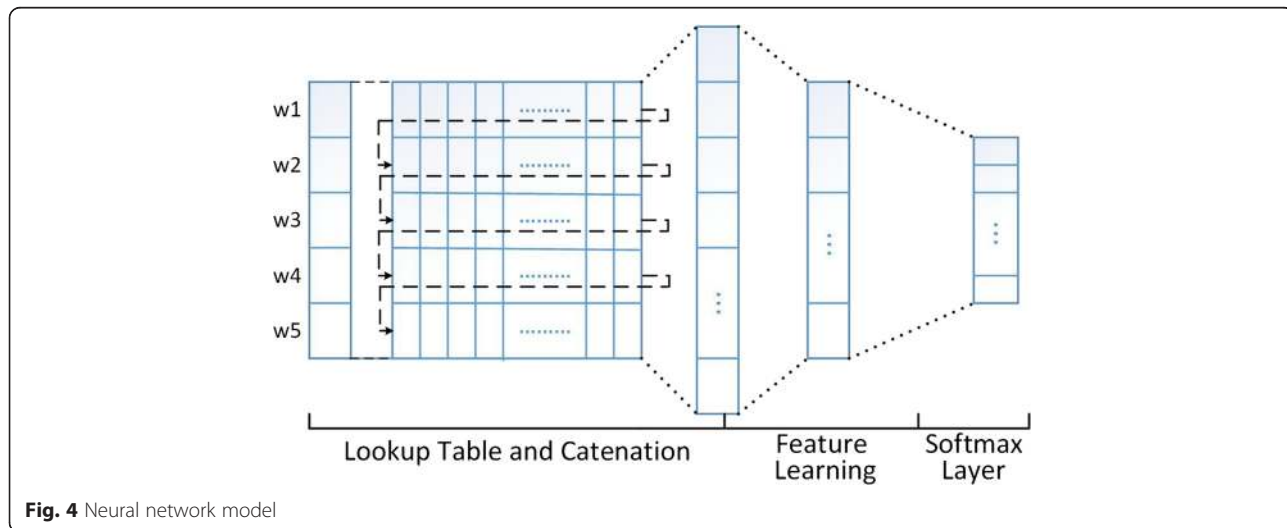 w1
w2
w3
w4
w5
Lookup Table and Catenation
Feature
Learning
Softmax
Layer
Fig. 4 Neural network model